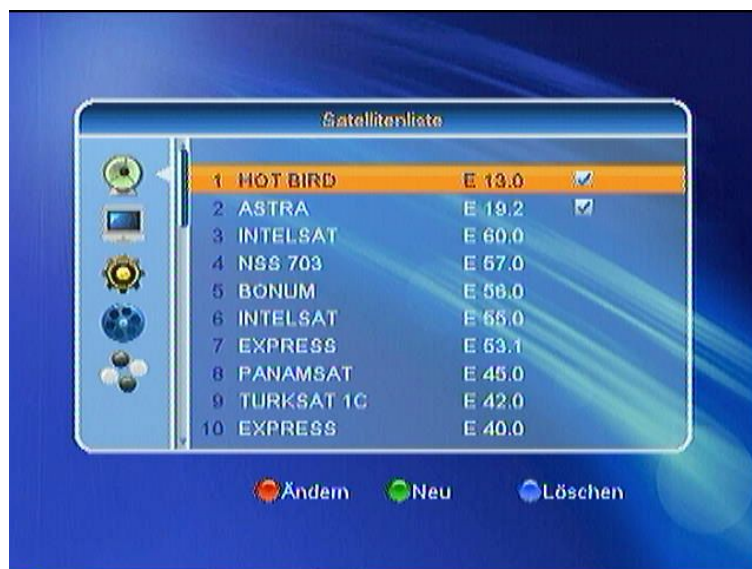 Satellitenliste
1 HOT BIRD E 13.0
2 ASTRA E 19.2
3 INTELSAT E 60.0
4 NSS 703 E 57.0
5 BONUM E 56.0
6 INTELSAT E 55.0
7 EXPRESS E 53.1
8 PANAMSAT E 45.0
9 TURKSAT 1C E 42.0
10 EXPRESS E 40.0
Ändern Neu Löschen